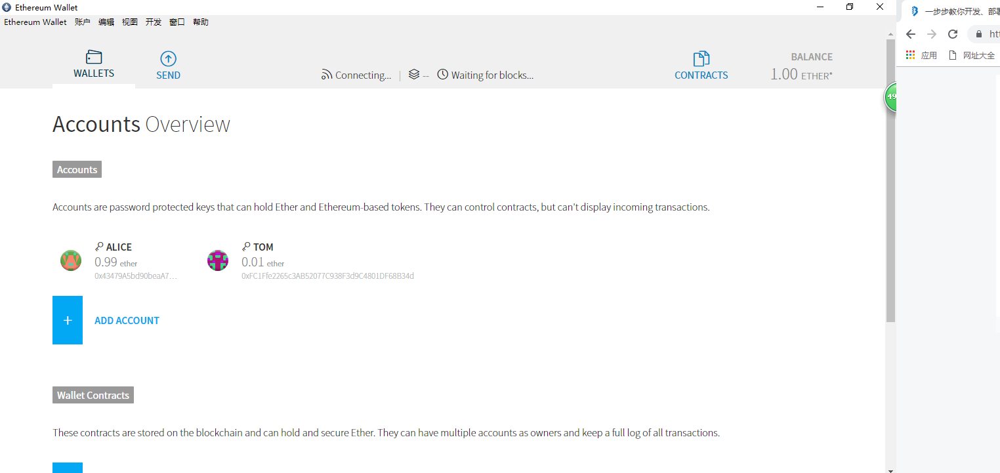 Ethereum Wallet
Ethereum Wallet 账户 编辑 视图 开发 窗口 帮助
WALLETS
SEND
Connecting... | -- Waiting for blocks...
CONTRACTS
BALANCE
1.00 ETHER*
一步步教你开发、部署
htt
应用 网址大全
49
Accounts Overview
Accounts
Accounts are password protected keys that can hold Ether and Ethereum-based tokens. They can control contracts, but can't display incoming transactions.
ALICE
0.99 ether
0x43479A5bd90beaA7...
TOM
0.01 ether
0xFC1Ffe2265c3AB52077C938F3d9C4801DF68B34d
+ ADD ACCOUNT
Wallet Contracts
These contracts are stored on the blockchain and can hold and secure Ether. They can have multiple accounts as owners and keep a full log of all transactions.